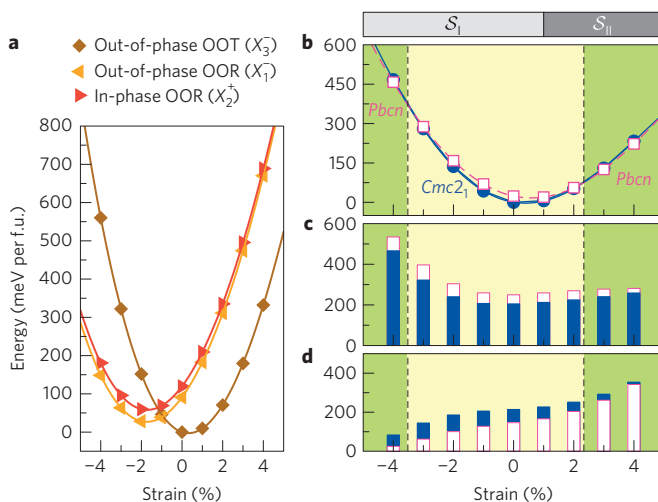 a
Out-of-phase OOT (X₃⁻)
Out-of-phase OOR (X₁⁻)
In-phase OOR (X₂⁺)
Energy (meV per f.u.)
800
700
600
500
400
300
200
100
0
−4 −2 0 2 4
Strain (%)
S_I S_II
b
600
450
300
150
0
Pbcn
Cmc2₁
Pbcn
c
600
400
200
0
d
400
200
0
−4 −2 0 2 4
Strain (%)